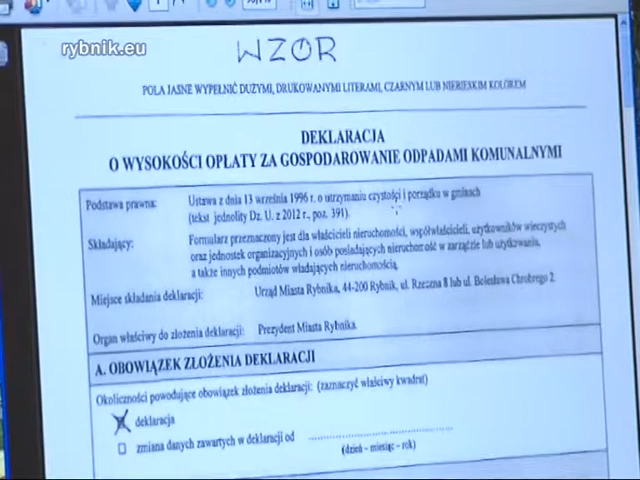 rybnik.eu
WZÓR
POLA JASNE WYPEŁNIĆ DUŻYMI, DRUKOWANYMI LITERAMI, CZARNYM LUB NIEBIESKIM KOLOREM
DEKLARACJA
O WYSOKOŚCI OPŁATY ZA GOSPODAROWANIE ODPADAMI KOMUNALNYMI
Podstawa prawna: Ustawa z dnia 13 września 1996 r. o utrzymaniu czystości i porządku w gminach
(tekst jednolity Dz. U. z 2012 r., poz. 391).
Składający: Formularz przeznaczony jest dla właścicieli nieruchomości, współwłaścicieli, użytkowników wieczystych
oraz jednostek organizacyjnych i osób posiadających nieruchomość w zarządzie lub użytkowaniu,
a także innych podmiotów władających nieruchomością.
Miejsce składania deklaracji: Urząd Miasta Rybnika, 44-200 Rybnik, ul. Rzeczna 8 lub ul. Bolesława Chrobrego 2.
Organ właściwy do złożenia deklaracji: Prezydent Miasta Rybnika.
A. OBOWIĄZEK ZŁOŻENIA DEKLARACJI
Okoliczności powodujące obowiązek złożenia deklaracji: (zaznaczyć właściwy kwadrat)
deklaracja
zmiana danych zawartych w deklaracji od
(dzień – miesiąc – rok)